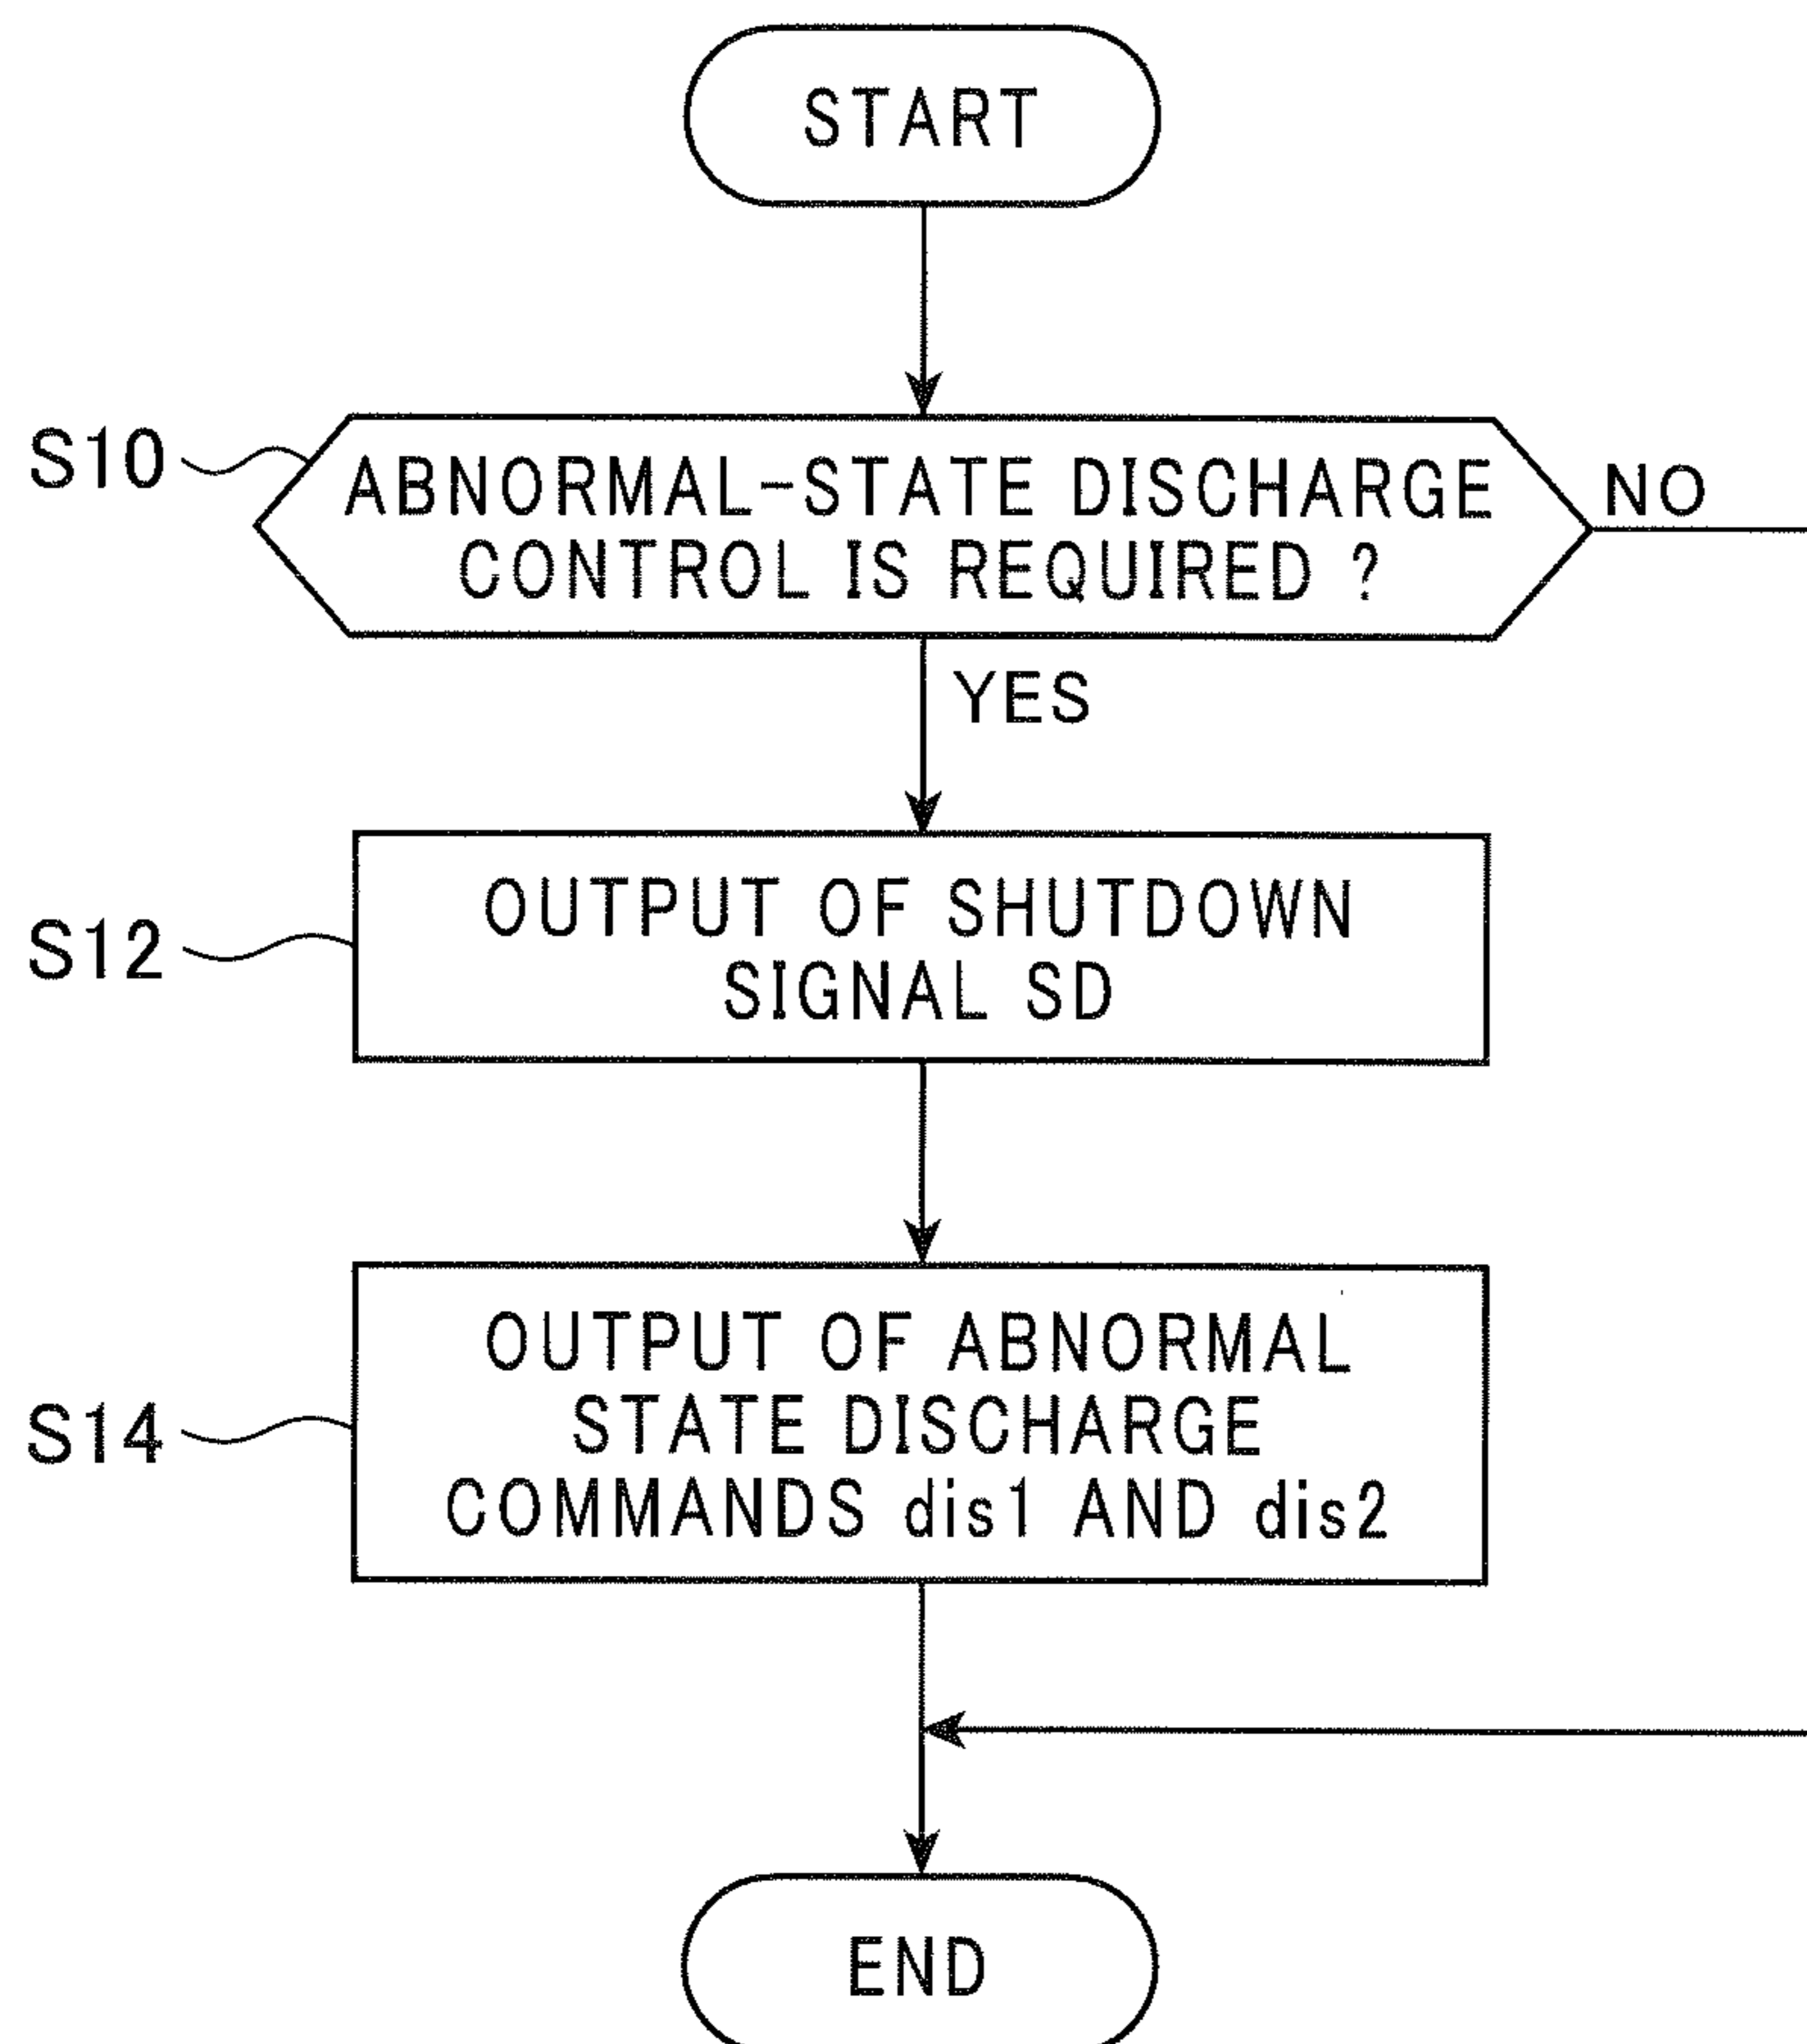 START
S10
ABNORMAL-STATE DISCHARGE
CONTROL IS REQUIRED ?
NO
YES
S12
OUTPUT OF SHUTDOWN
SIGNAL SD
S14
OUTPUT OF ABNORMAL
STATE DISCHARGE
COMMANDS dis1 AND dis2
END